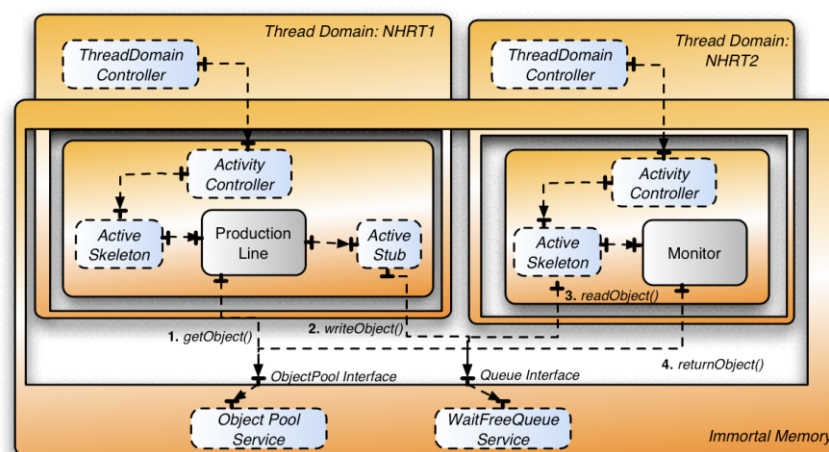 Thread Domain: NHRT1
ThreadDomain
Controller
Thread Domain:
NHRT2
ThreadDomain
Controller
Activity
Controller
Active
Skeleton
Production
Line
Active
Stub
Activity
Controller
Active
Skeleton
Monitor
1. getObject()
2. writeObject()
3. readObject()
4. returnObject()
ObjectPool Interface
Queue Interface
Object Pool
Service
WaitFreeQueue
Service
Immortal Memory